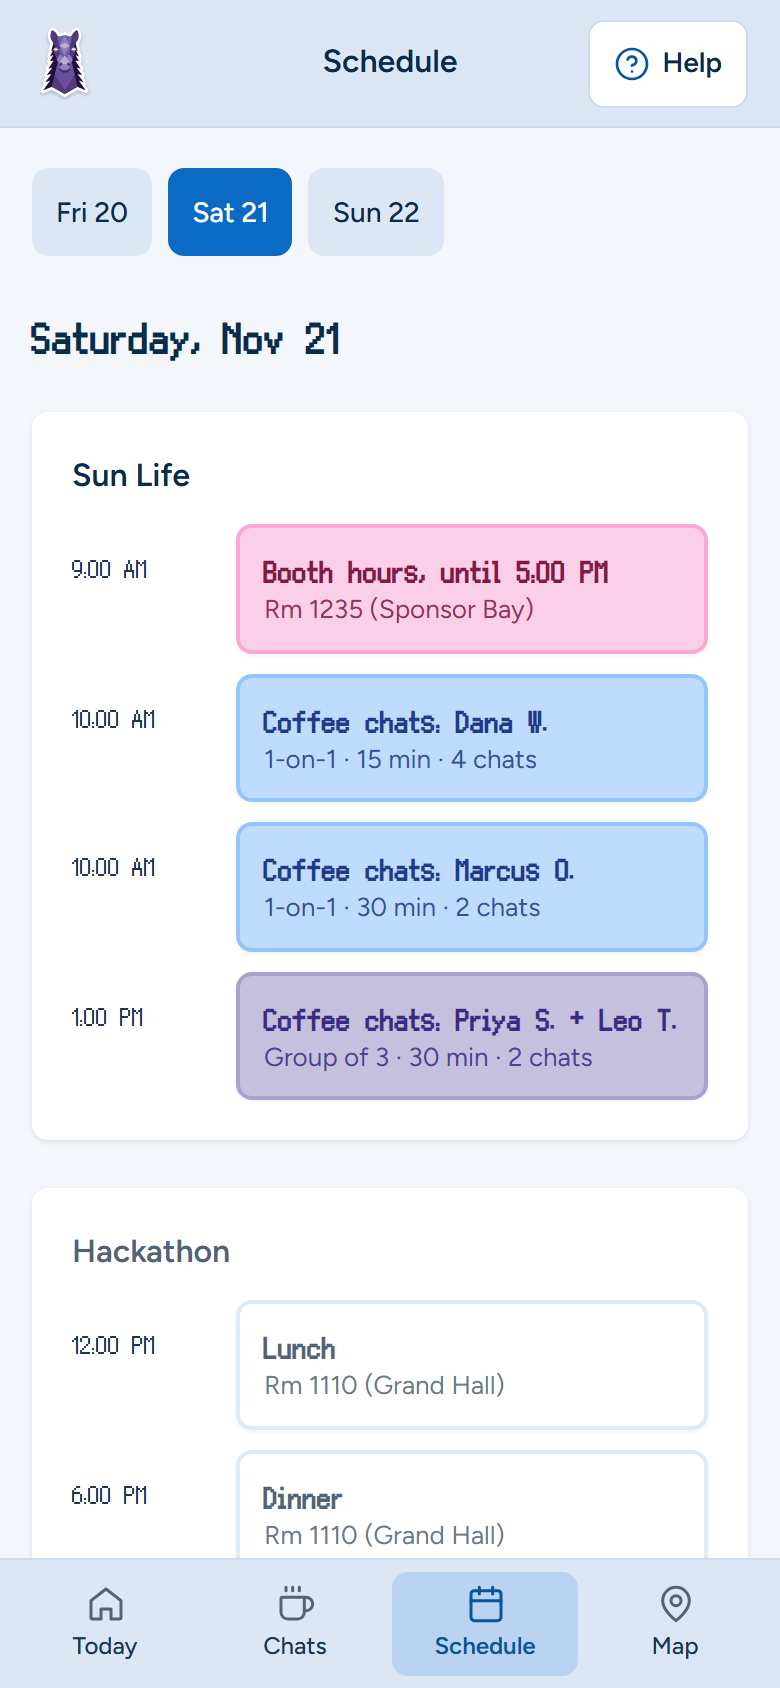 Schedule
Help
Fri 20
Sat 21
Sun 22
Saturday, Nov 21
Sun Life
9:00 AM
Booth hours, until 5:00 PM
Rm 1235 (Sponsor Bay)
10:00 AM
Coffee chats: Dana W.
1-on-1 · 15 min · 4 chats
10:00 AM
Coffee chats: Marcus O.
1-on-1 · 30 min · 2 chats
1:00 PM
Coffee chats: Priya S. + Leo T.
Group of 3 · 30 min · 2 chats
Hackathon
12:00 PM
Lunch
Rm 1110 (Grand Hall)
6:00 PM
Dinner
Rm 1110 (Grand Hall)
Today
Chats
Schedule
Map